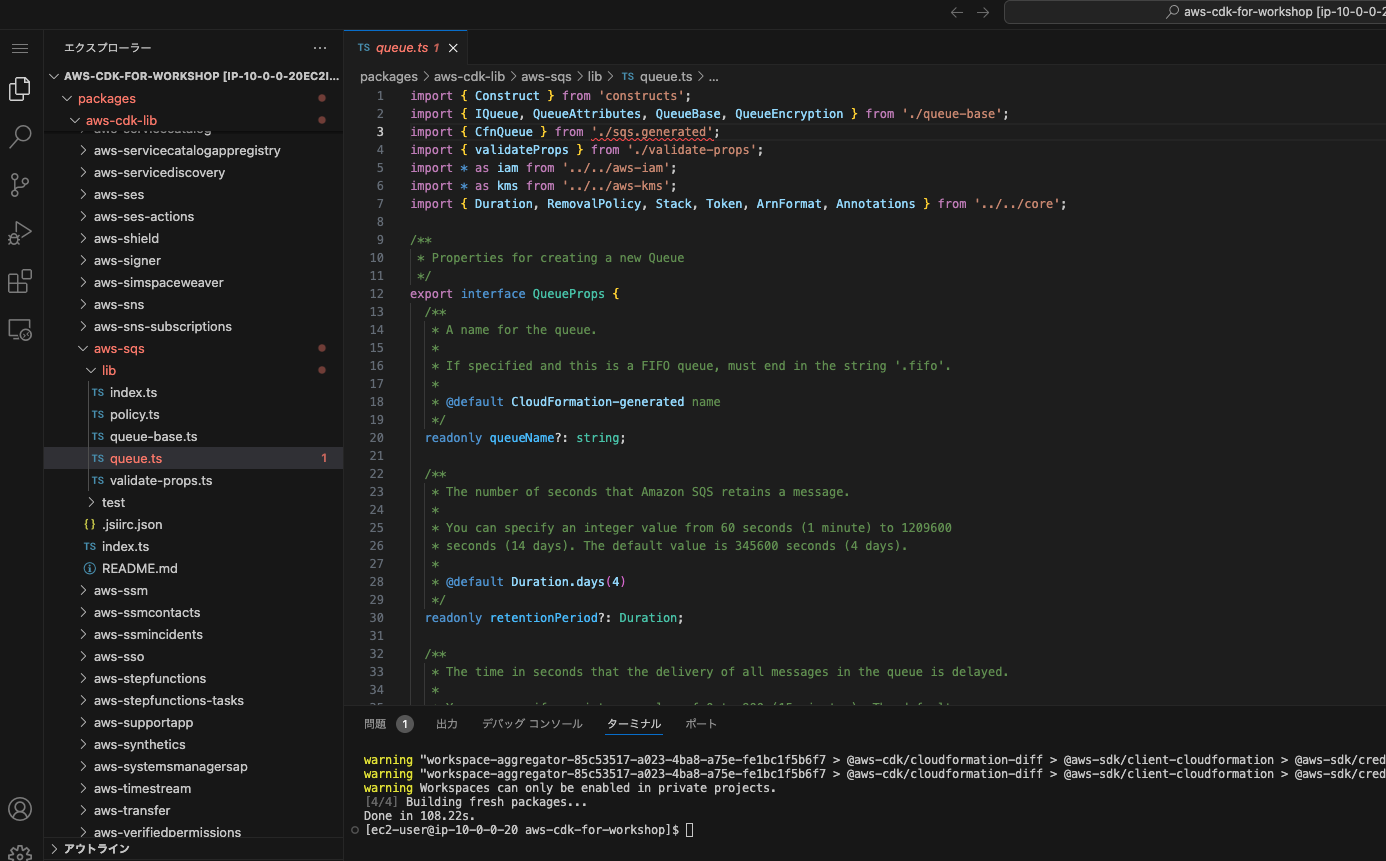 aws-cdk-for-workshop [ip-10-0-0-2
エクスプローラー
AWS-CDK-FOR-WORKSHOP [IP-10-0-0-20EC2I...
packages
aws-cdk-lib
aws-servicecatalog
aws-servicecatalogappregistry
aws-servicediscovery
aws-ses
aws-ses-actions
aws-shield
aws-signer
aws-simspaceweaver
aws-sns
aws-sns-subscriptions
aws-sqs
lib
TS index.ts
TS policy.ts
TS queue-base.ts
TS queue.ts 1
TS validate-props.ts
test
{} .jsiirc.json
TS index.ts
README.md
aws-ssm
aws-ssmcontacts
aws-ssmincidents
aws-sso
aws-stepfunctions
aws-stepfunctions-tasks
aws-supportapp
aws-synthetics
aws-systemsmanagersap
aws-timestream
aws-transfer
aws-verifiedpermissions
アウトライン
TS queue.ts 1
packages > aws-cdk-lib > aws-sqs > lib > TS queue.ts > ...
1 import { Construct } from 'constructs';
2 import { IQueue, QueueAttributes, QueueBase, QueueEncryption } from './queue-base';
3 import { CfnQueue } from './sqs.generated';
4 import { validateProps } from './validate-props';
5 import * as iam from '../../aws-iam';
6 import * as kms from '../../aws-kms';
7 import { Duration, RemovalPolicy, Stack, Token, ArnFormat, Annotations } from '../../core';
8
9 /**
10 * Properties for creating a new Queue
11 */
12 export interface QueueProps {
13 /**
14 * A name for the queue.
15 *
16 * If specified and this is a FIFO queue, must end in the string '.fifo'.
17 *
18 * @default CloudFormation-generated name
19 */
20 readonly queueName?: string;
21
22 /**
23 * The number of seconds that Amazon SQS retains a message.
24 *
25 * You can specify an integer value from 60 seconds (1 minute) to 1209600
26 * seconds (14 days). The default value is 345600 seconds (4 days).
27 *
28 * @default Duration.days(4)
29 */
30 readonly retentionPeriod?: Duration;
31
32 /**
33 * The time in seconds that the delivery of all messages in the queue is delayed.
34 *
問題 1 出力 デバッグ コンソール ターミナル ポート
warning "workspace-aggregator-85c53517-a023-4ba8-a75e-fe1bc1f5b6f7 > @aws-cdk/cloudformation-diff > @aws-sdk/client-cloudformation > @aws-sdk/cred
warning "workspace-aggregator-85c53517-a023-4ba8-a75e-fe1bc1f5b6f7 > @aws-cdk/cloudformation-diff > @aws-sdk/client-cloudformation > @aws-sdk/cred
warning Workspaces can only be enabled in private projects.
[4/4] Building fresh packages...
Done in 108.22s.
[ec2-user@ip-10-0-0-20 aws-cdk-for-workshop]$